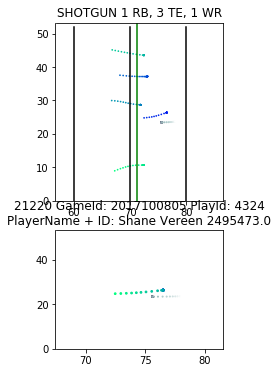 SHOTGUN 1 RB, 3 TE, 1 WR
50
40
30
20
10
0
60 70 80
21220 GameId: 2017100805 PlayId: 4324
PlayerName + ID: Shane Vereen 2495473.0
40
20
0
70 75 80